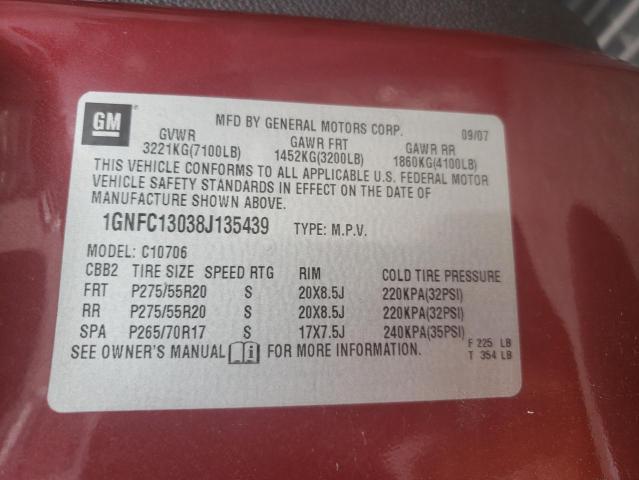 GM
MFD BY GENERAL MOTORS CORP. 09/07
GVWR GAWR FRT GAWR RR
3221KG(7100LB) 1452KG(3200LB) 1860KG(4100LB)
THIS VEHICLE CONFORMS TO ALL APPLICABLE U.S. FEDERAL MOTOR
VEHICLE SAFETY STANDARDS IN EFFECT ON THE DATE OF
MANUFACTURE SHOWN ABOVE.
1GNFC13038J135439 TYPE: M.P.V.
MODEL: C10706
CBB2 TIRE SIZE SPEED RTG RIM COLD TIRE PRESSURE
FRT P275/55R20 S 20X8.5J 220KPA(32PSI)
RR P275/55R20 S 20X8.5J 220KPA(32PSI)
SPA P265/70R17 S 17X7.5J 240KPA(35PSI)
SEE OWNER'S MANUAL i FOR MORE INFORMATION. F 225 LB
T 354 LB